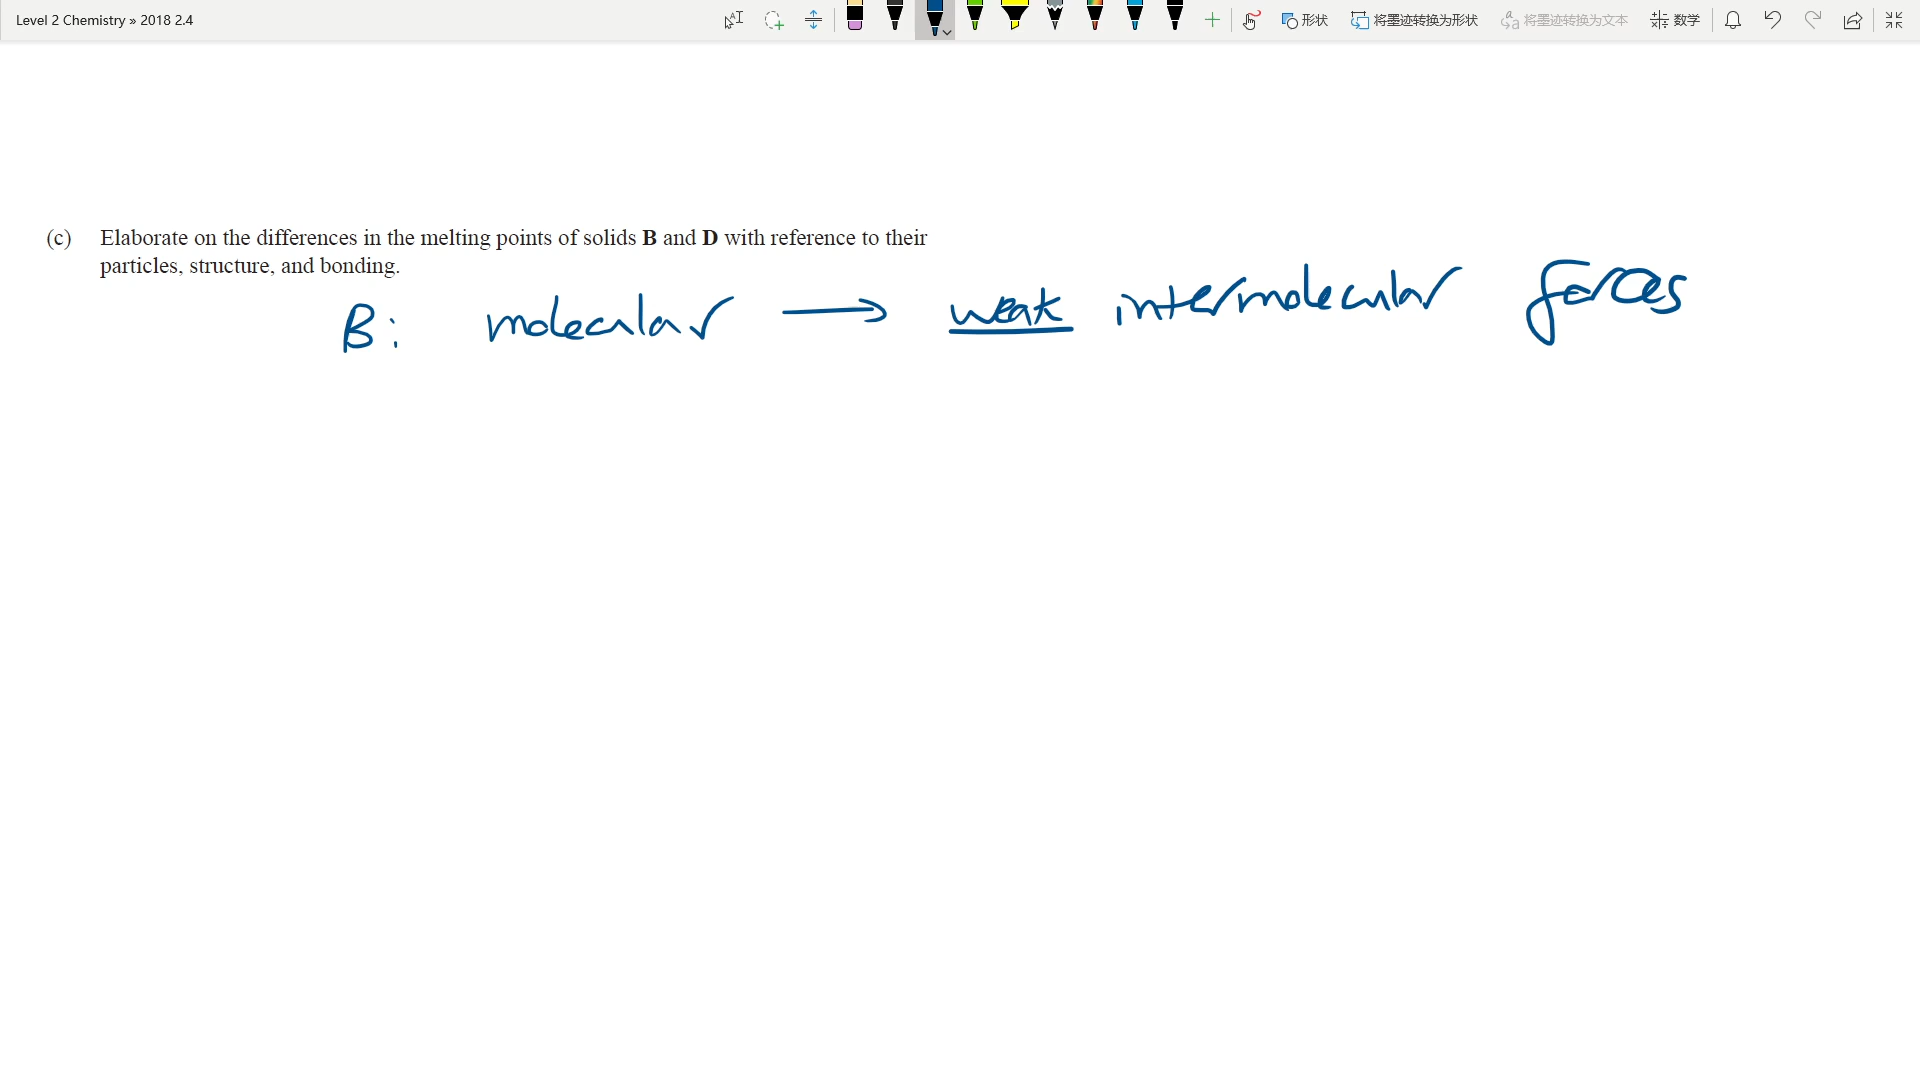 Level 2 Chemistry » 2018 2.4 形状 将墨迹转换为形状 将墨迹转换为文本 数学
(c) Elaborate on the differences in the melting points of solids B and D with reference to their
particles, structure, and bonding.
B: molecular → weak intermolecular forces